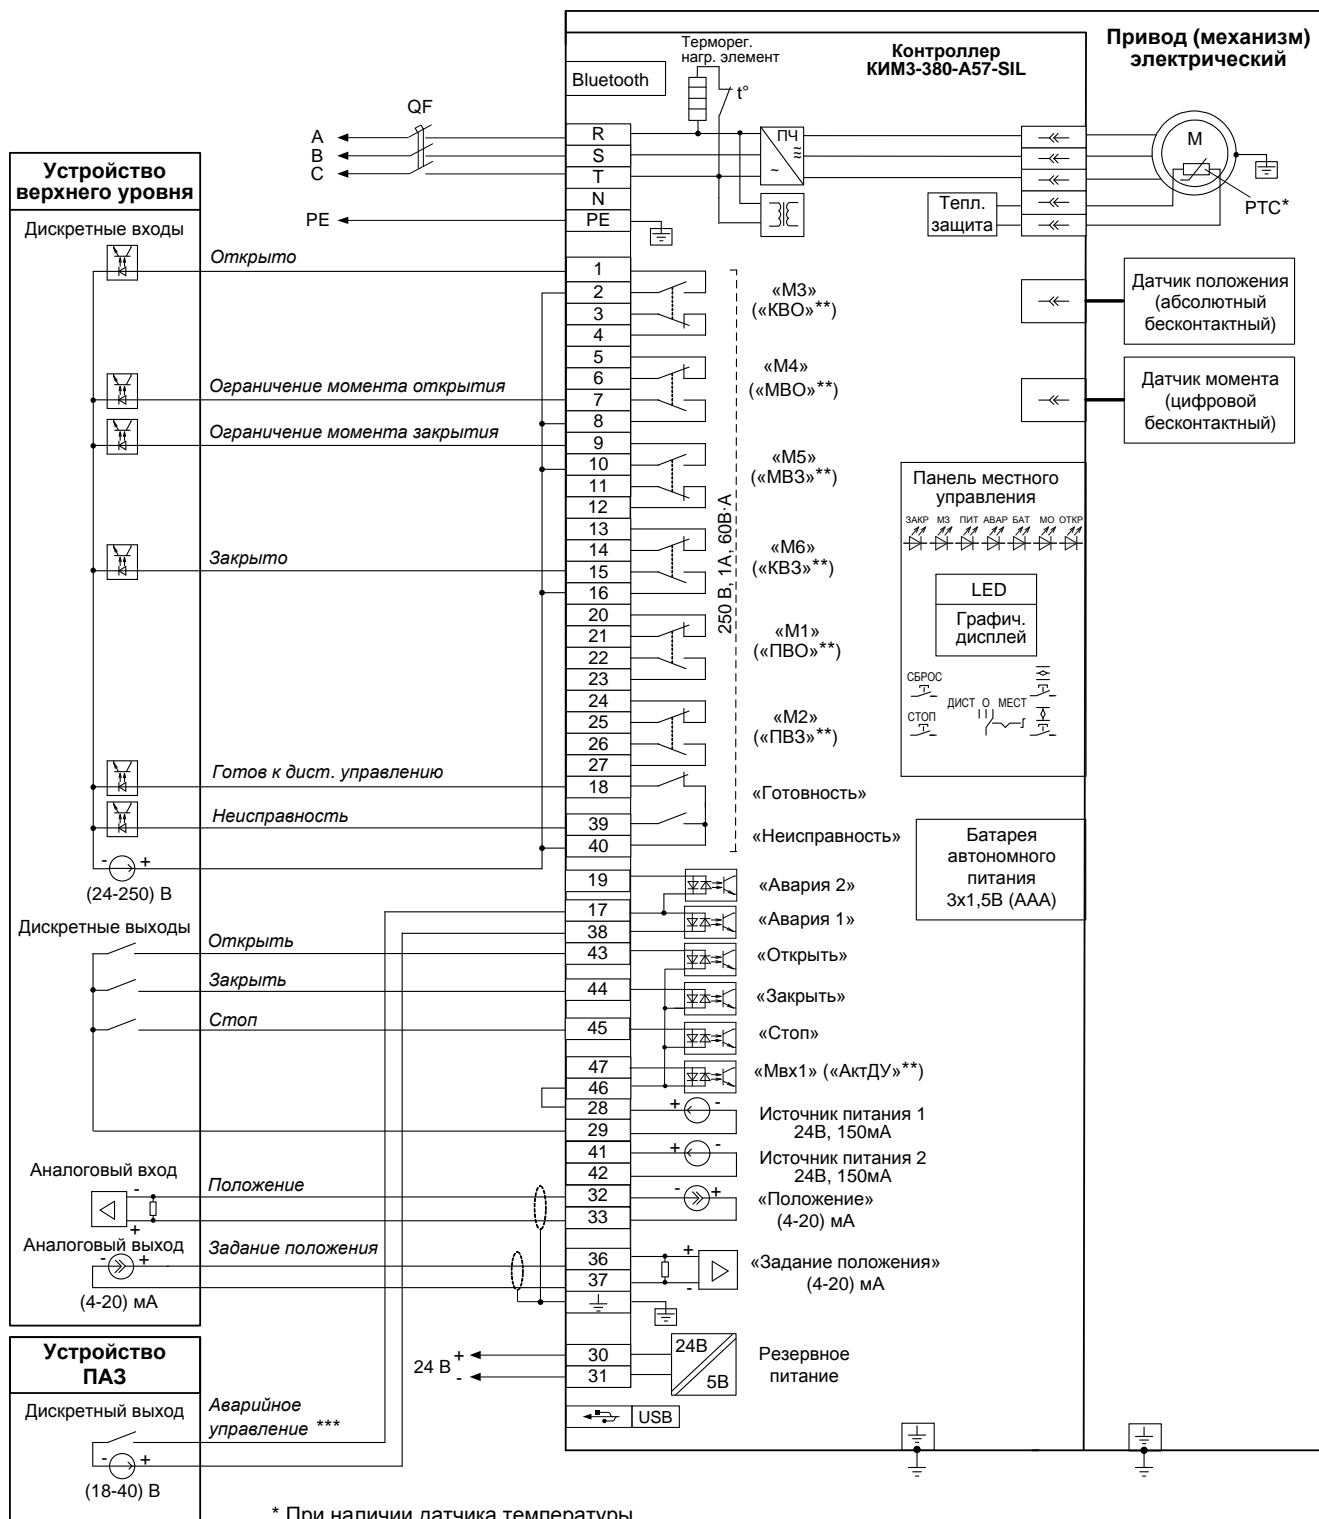 Привод (механизм)
электрический
Контроллер
КИМ3-380-А57-SIL
Терморег.
нагр. элемент
t°
Bluetooth
QF
A
B
C
PE
R
S
T
N
PE
ПЧ
≈
~
M
PTC*
Тепл.
защита
Устройство
верхнего уровня
Дискретные входы
Открыто
Ограничение момента открытия
Ограничение момента закрытия
Закрыто
Готов к дист. управлению
Неисправность
- +
(24-250) В
Дискретные выходы
Открыть
Закрыть
Стоп
Аналоговый вход
-
+
Положение
Аналоговый выход
- +
Задание положения
(4-20) мА
Устройство
ПАЗ
Дискретный выход
Аварийное
управление ***
- +
(18-40) В
1
2
3
4
5
6
7
8
9
10
11
12
13
14
15
16
20
21
22
23
24
25
26
27
18
39
40
19
17
38
43
44
45
47
46
28
29
41
42
32
33
36
37
30
31
24 В
+
-
USB
«М3»
(«КВО»**)
«М4»
(«МВО»**)
«М5»
(«МВЗ»**)
«М6»
(«КВЗ»**)
«М1»
(«ПВО»**)
«М2»
(«ПВЗ»**)
250 В, 1А, 60В·А
«Готовность»
«Неисправность»
«Авария 2»
«Авария 1»
«Открыть»
«Закрыть»
«Стоп»
«Мвх1» («АктДУ»**)
+ -
Источник питания 1
24В, 150мА
+ -
Источник питания 2
24В, 150мА
- +
«Положение»
(4-20) мА
+
-
«Задание положения»
(4-20) мА
24В
5В
Резервное
питание
Датчик положения
(абсолютный
бесконтактный)
Датчик момента
(цифровой
бесконтактный)
Панель местного
управления
ЗАКР МЗ ПИТ АВАР БАТ МО ОТКР
LED
Графич.
дисплей
СБРОС
ДИСТ О МЕСТ
СТОП
Батарея
автономного
питания
3х1,5В (ААА)
* При наличии датчика температуры